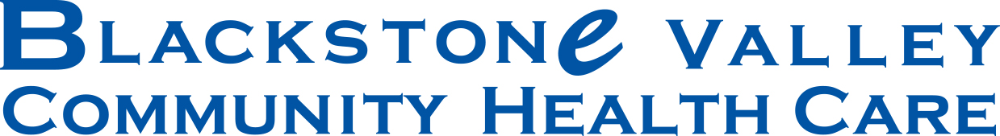 BLACKSTONe VALLEY
COMMUNITY HEALTH CARE